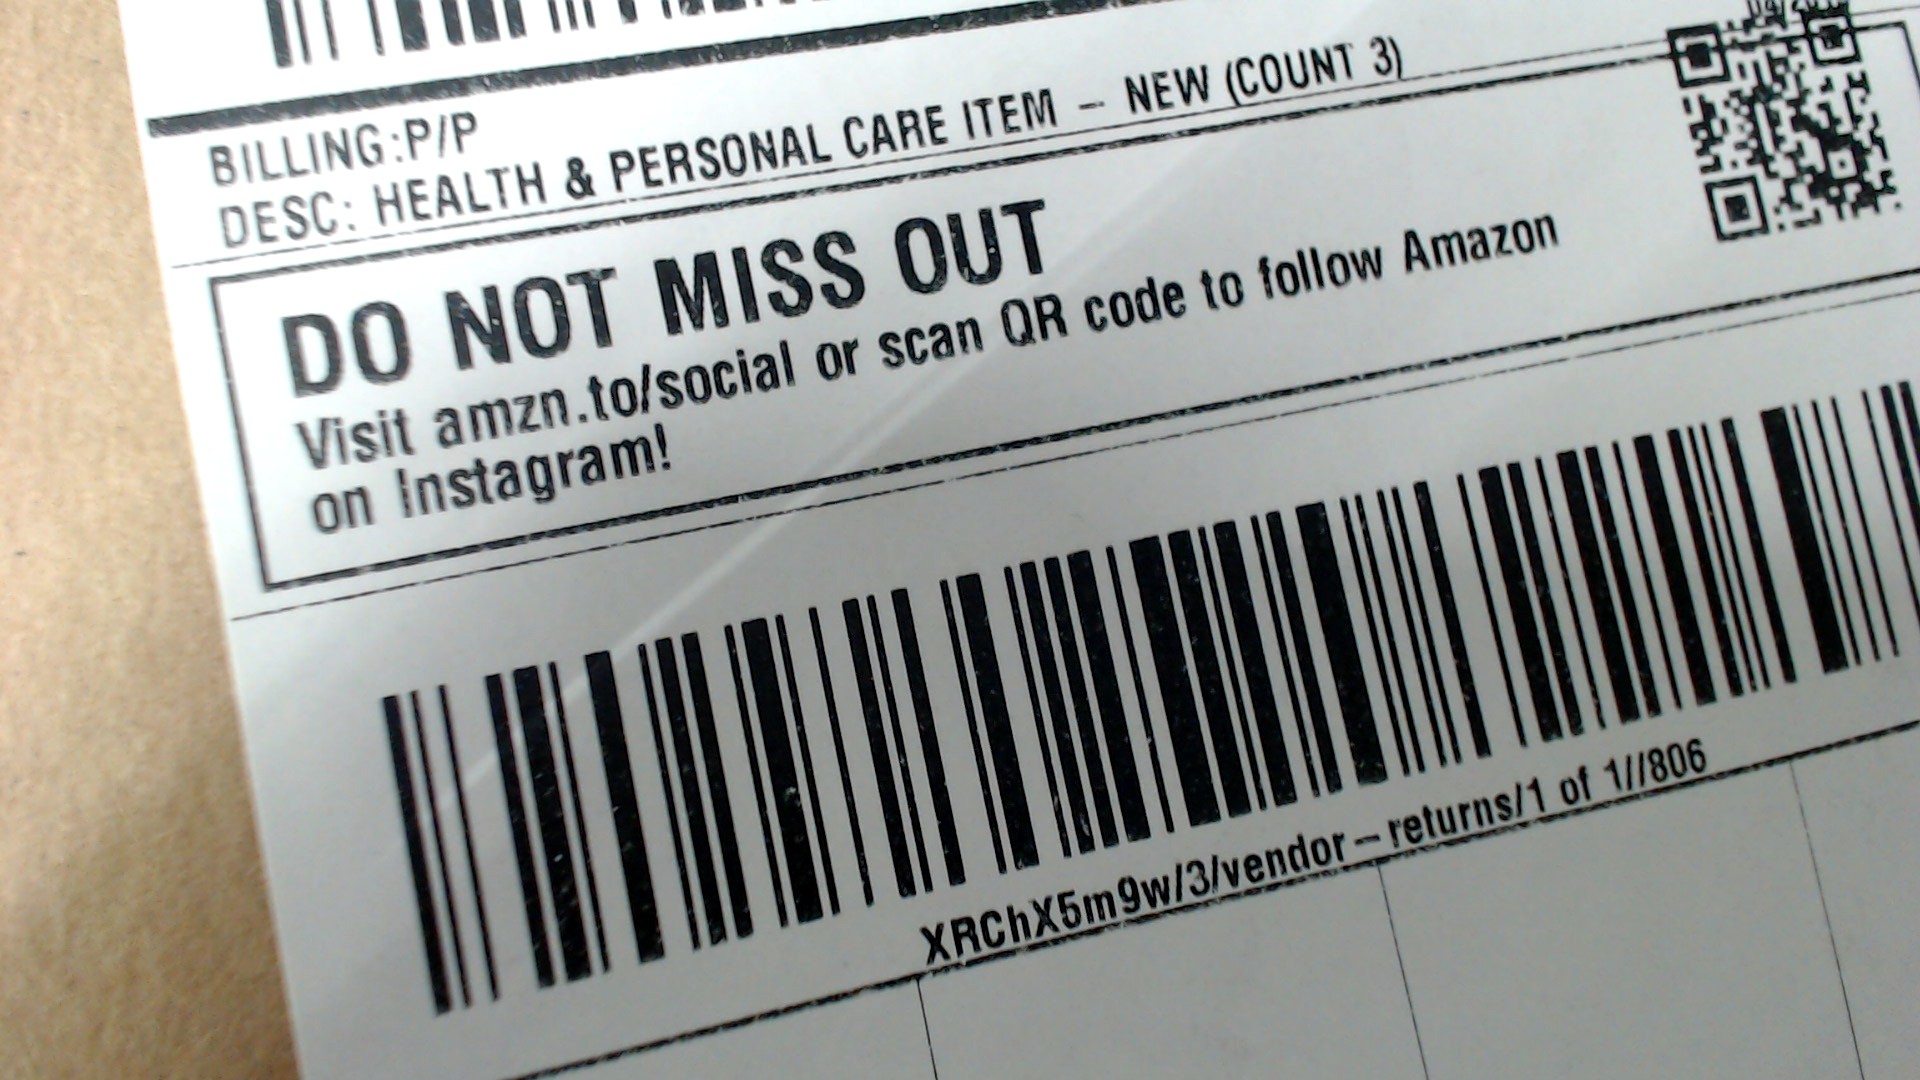 BILLING:P/P
DESC: HEALTH & PERSONAL CARE ITEM - NEW (COUNT 3)
DO NOT MISS OUT
Visit amzn.to/social or scan QR code to follow Amazon
on Instagram!
XRChX5m9w/3/vendor-returns/1 of 1//806